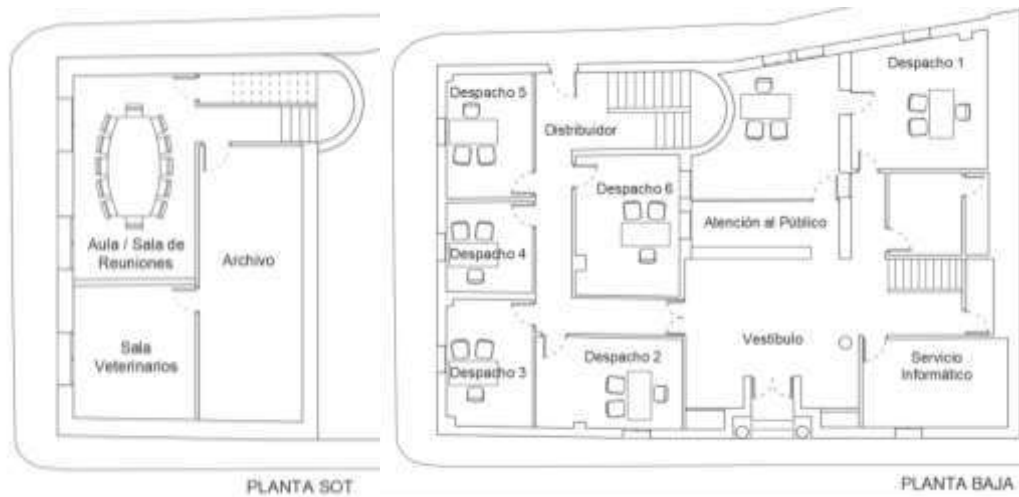 Aula / Sala de
Reuniones
Archivo
Sala
Veterinarios
PLANTA SOT
Despacho 1
Despacho 5
Distribuidor
Despacho 6
Atención al Público
Despacho 4
Vestíbulo
Despacho 2
Despacho 3
Servicio
Informático
PLANTA BAJA